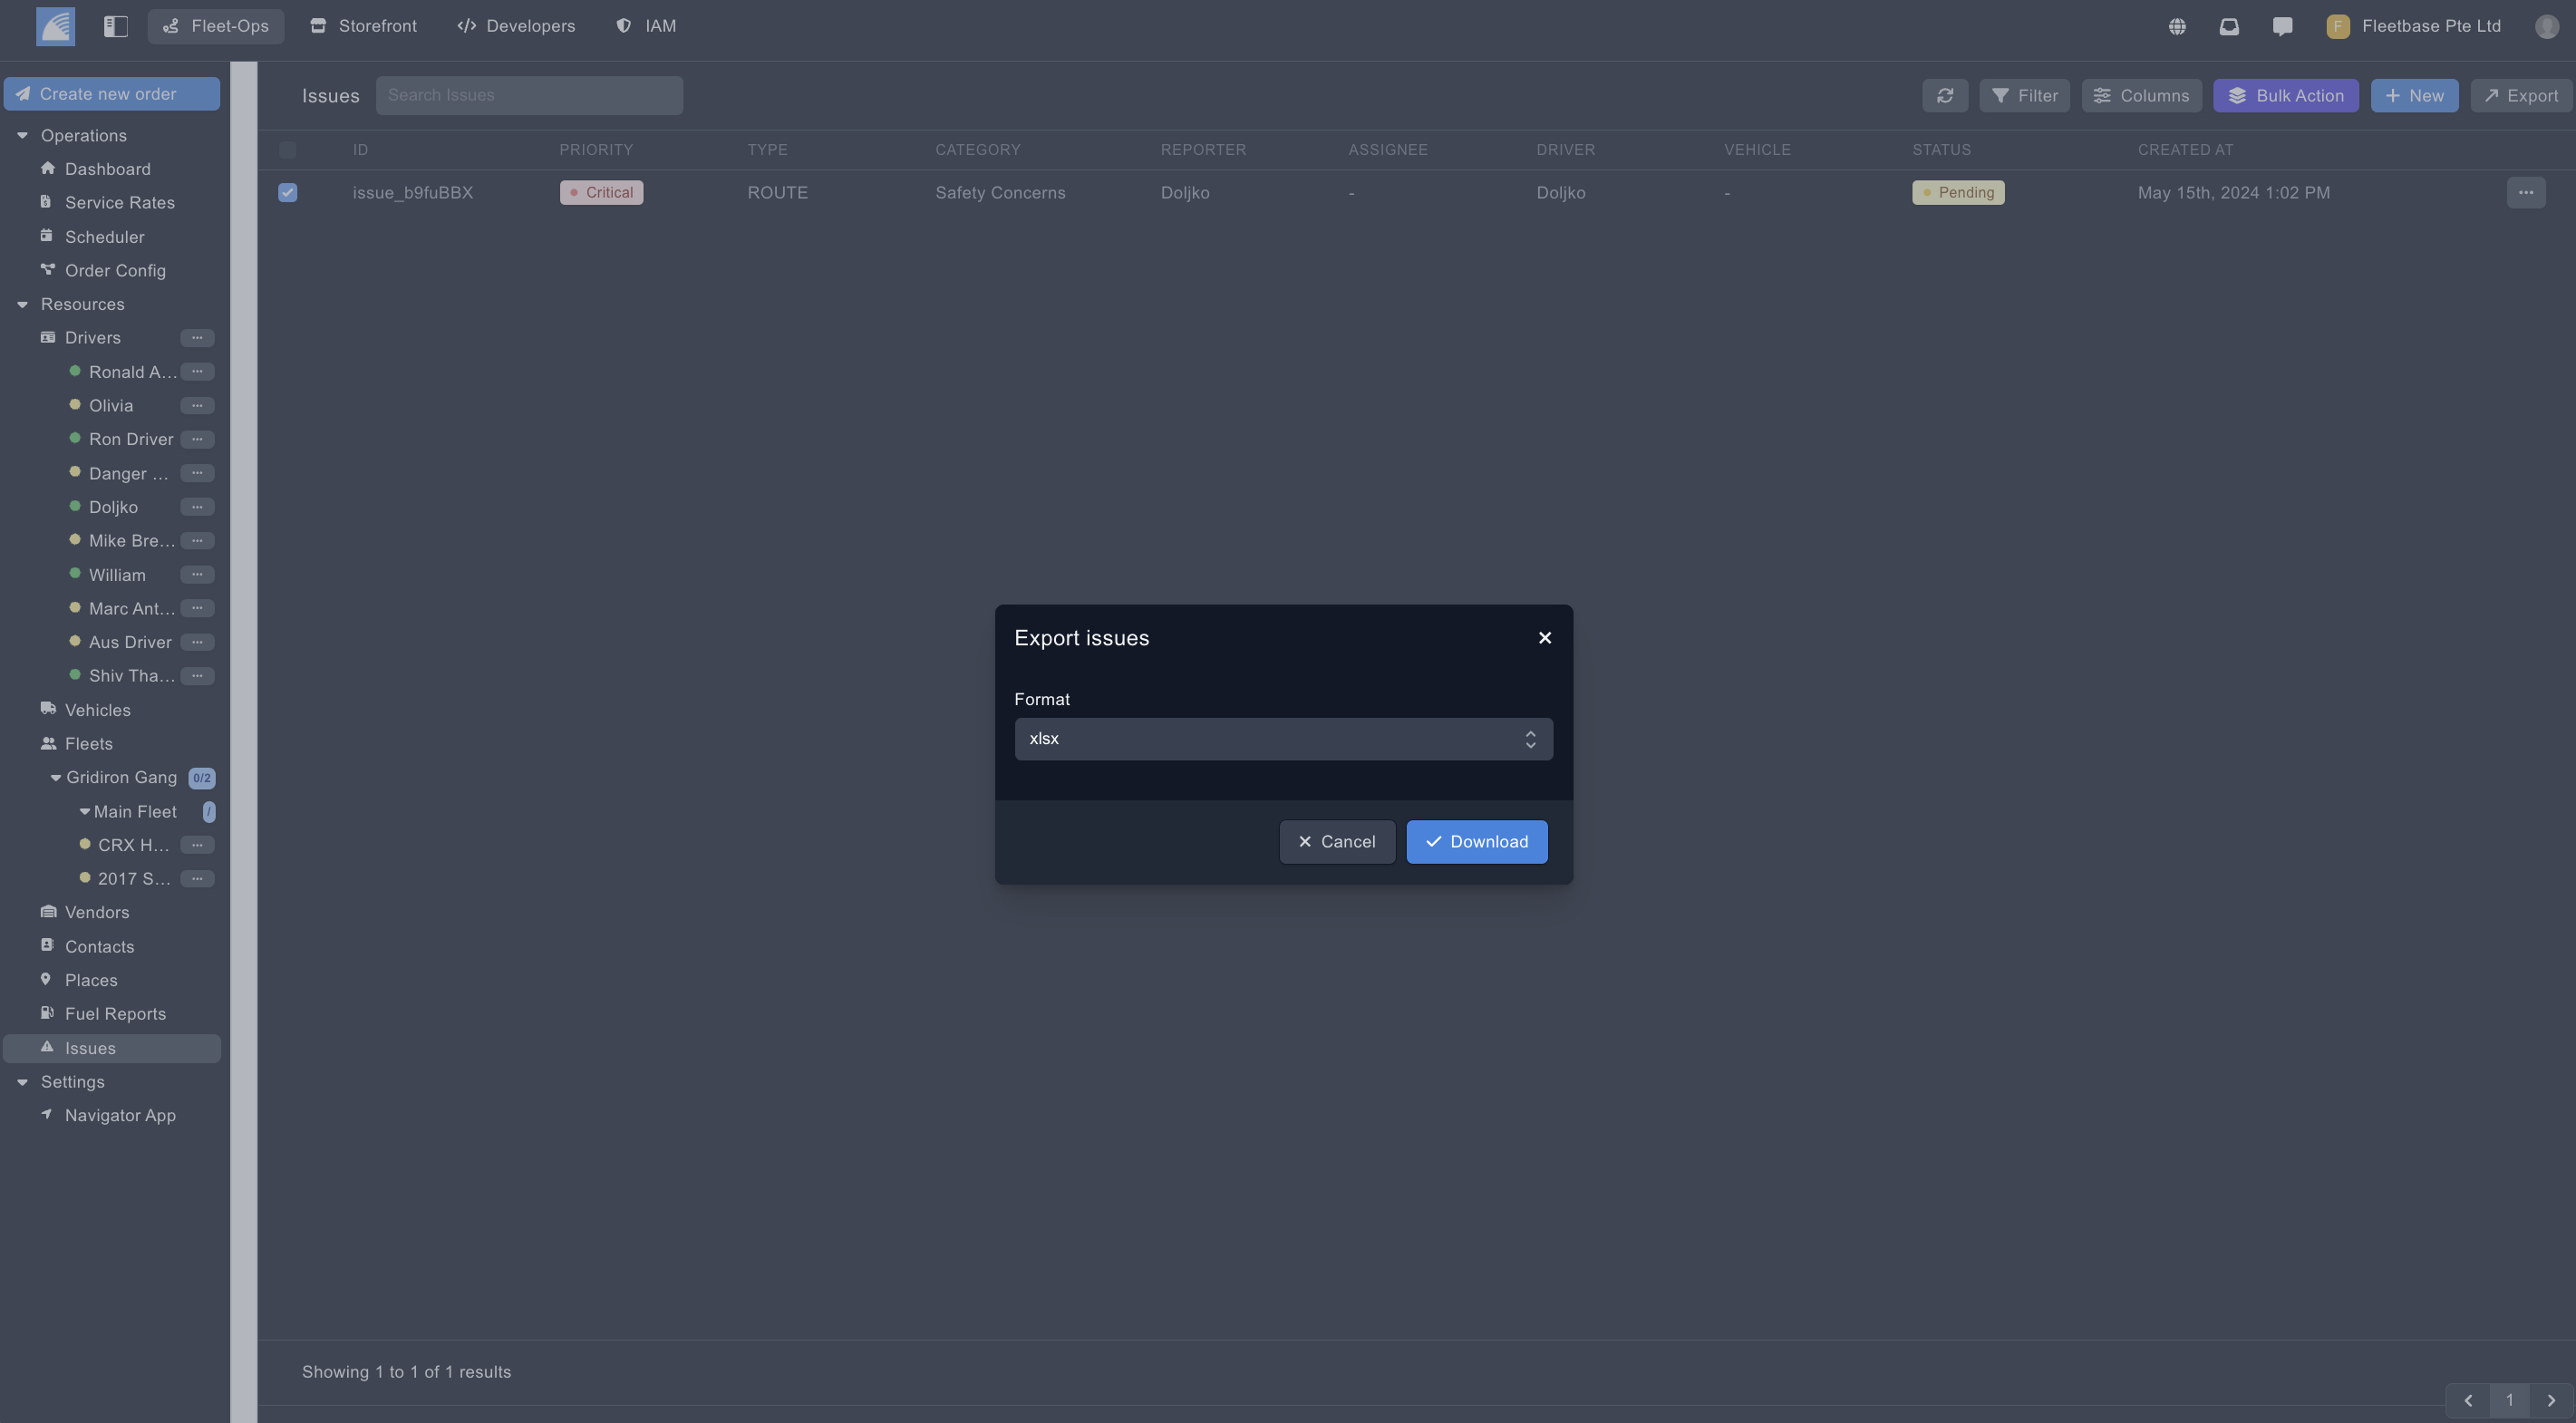 Fleet-Ops
Storefront
Developers
IAM
F
Fleetbase Pte Ltd
Create new order
Operations
Dashboard
Service Rates
Scheduler
Order Config
Resources
Drivers
Ronald A...
Olivia
Ron Driver
Danger ...
Doljko
Mike Bre...
William
Marc Ant...
Aus Driver
Shiv Tha...
Vehicles
Fleets
Gridiron Gang 0/2
Main Fleet /
CRX H...
2017 S...
Vendors
Contacts
Places
Fuel Reports
Issues
Settings
Navigator App
Issues
Search Issues
Filter
Columns
Bulk Action
New
Export
ID PRIORITY TYPE CATEGORY REPORTER ASSIGNEE DRIVER VEHICLE STATUS CREATED AT
issue_b9fuBBX Critical ROUTE Safety Concerns Doljko - Doljko - Pending May 15th, 2024 1:02 PM
Export issues
Format
xlsx
Cancel
Download
Showing 1 to 1 of 1 results
1